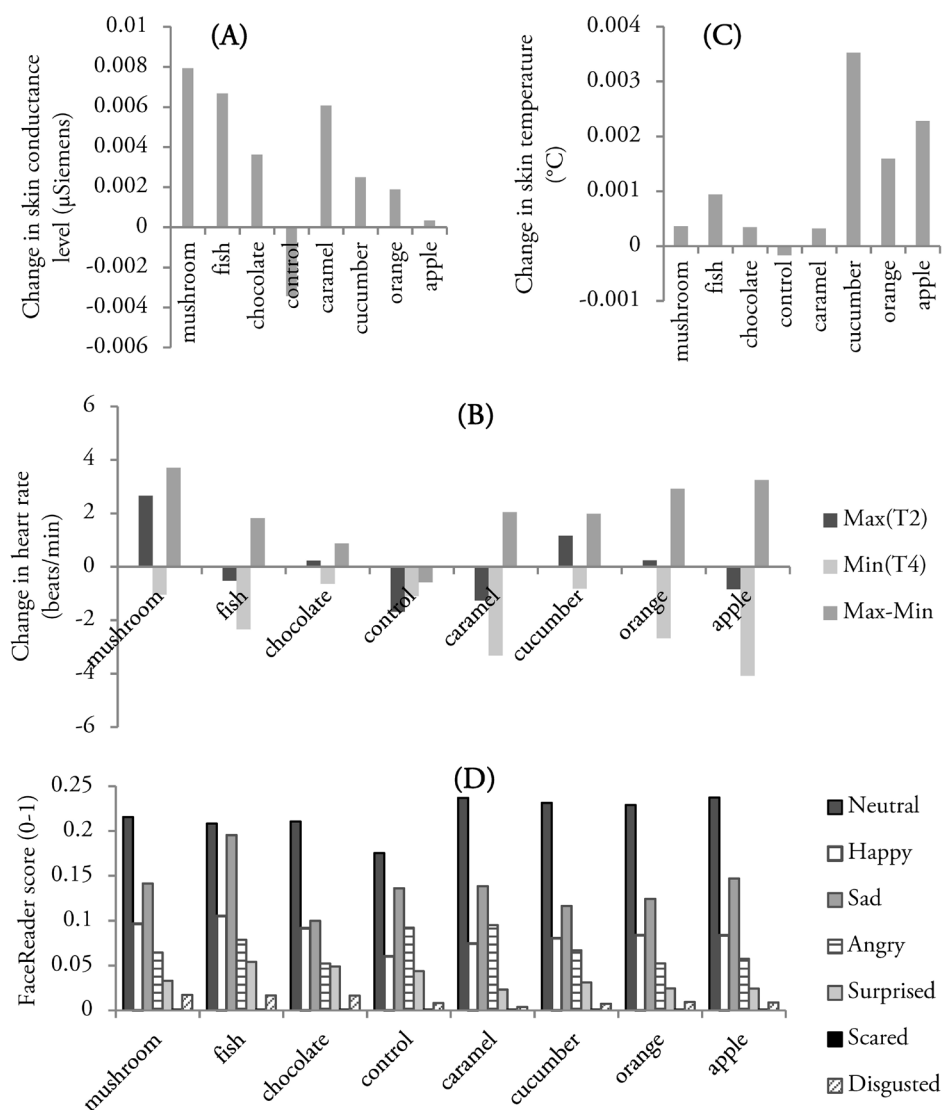 (A)
Change in skin conductance
level (µSiemens)
0.01
0.008
0.006
0.004
0.002
0
-0.002
-0.004
-0.006
mushroom
fish
chocolate
control
caramel
cucumber
orange
apple
(C)
Change in skin temperature
(°C)
0.004
0.003
0.002
0.001
0
-0.001
mushroom
fish
chocolate
control
caramel
cucumber
orange
apple
(B)
Change in heart rate
(beats/min)
6
4
2
0
-2
-4
-6
mushroom
fish
chocolate
control
caramel
cucumber
orange
apple
Max(T2)
Min(T4)
Max-Min
(D)
FaceReader score (0-1)
0.25
0.2
0.15
0.1
0.05
0
mushroom
fish
chocolate
control
caramel
cucumber
orange
apple
Neutral
Happy
Sad
Angry
Surprised
Scared
Disgusted